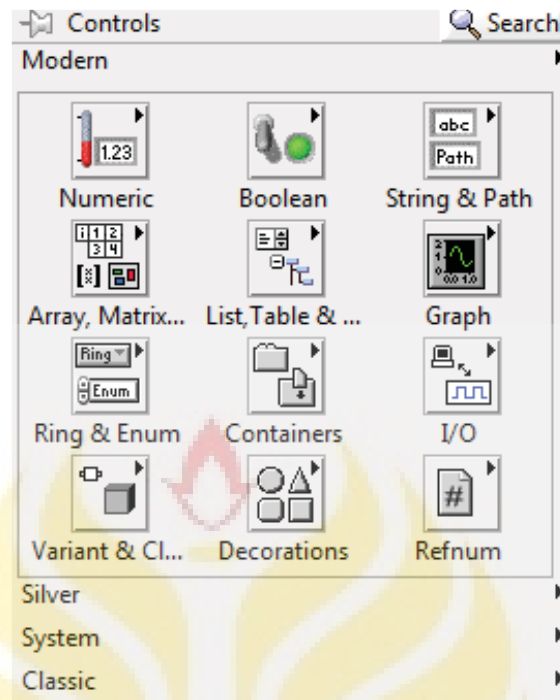 Controls Search
Modern
1.23 abc
Path
Numeric Boolean String & Path
Array, Matrix... List, Table & ... Graph
Ring
Enum
Ring & Enum Containers I/O
#
Variant & Cl... Decorations Refnum
Silver
System
Classic